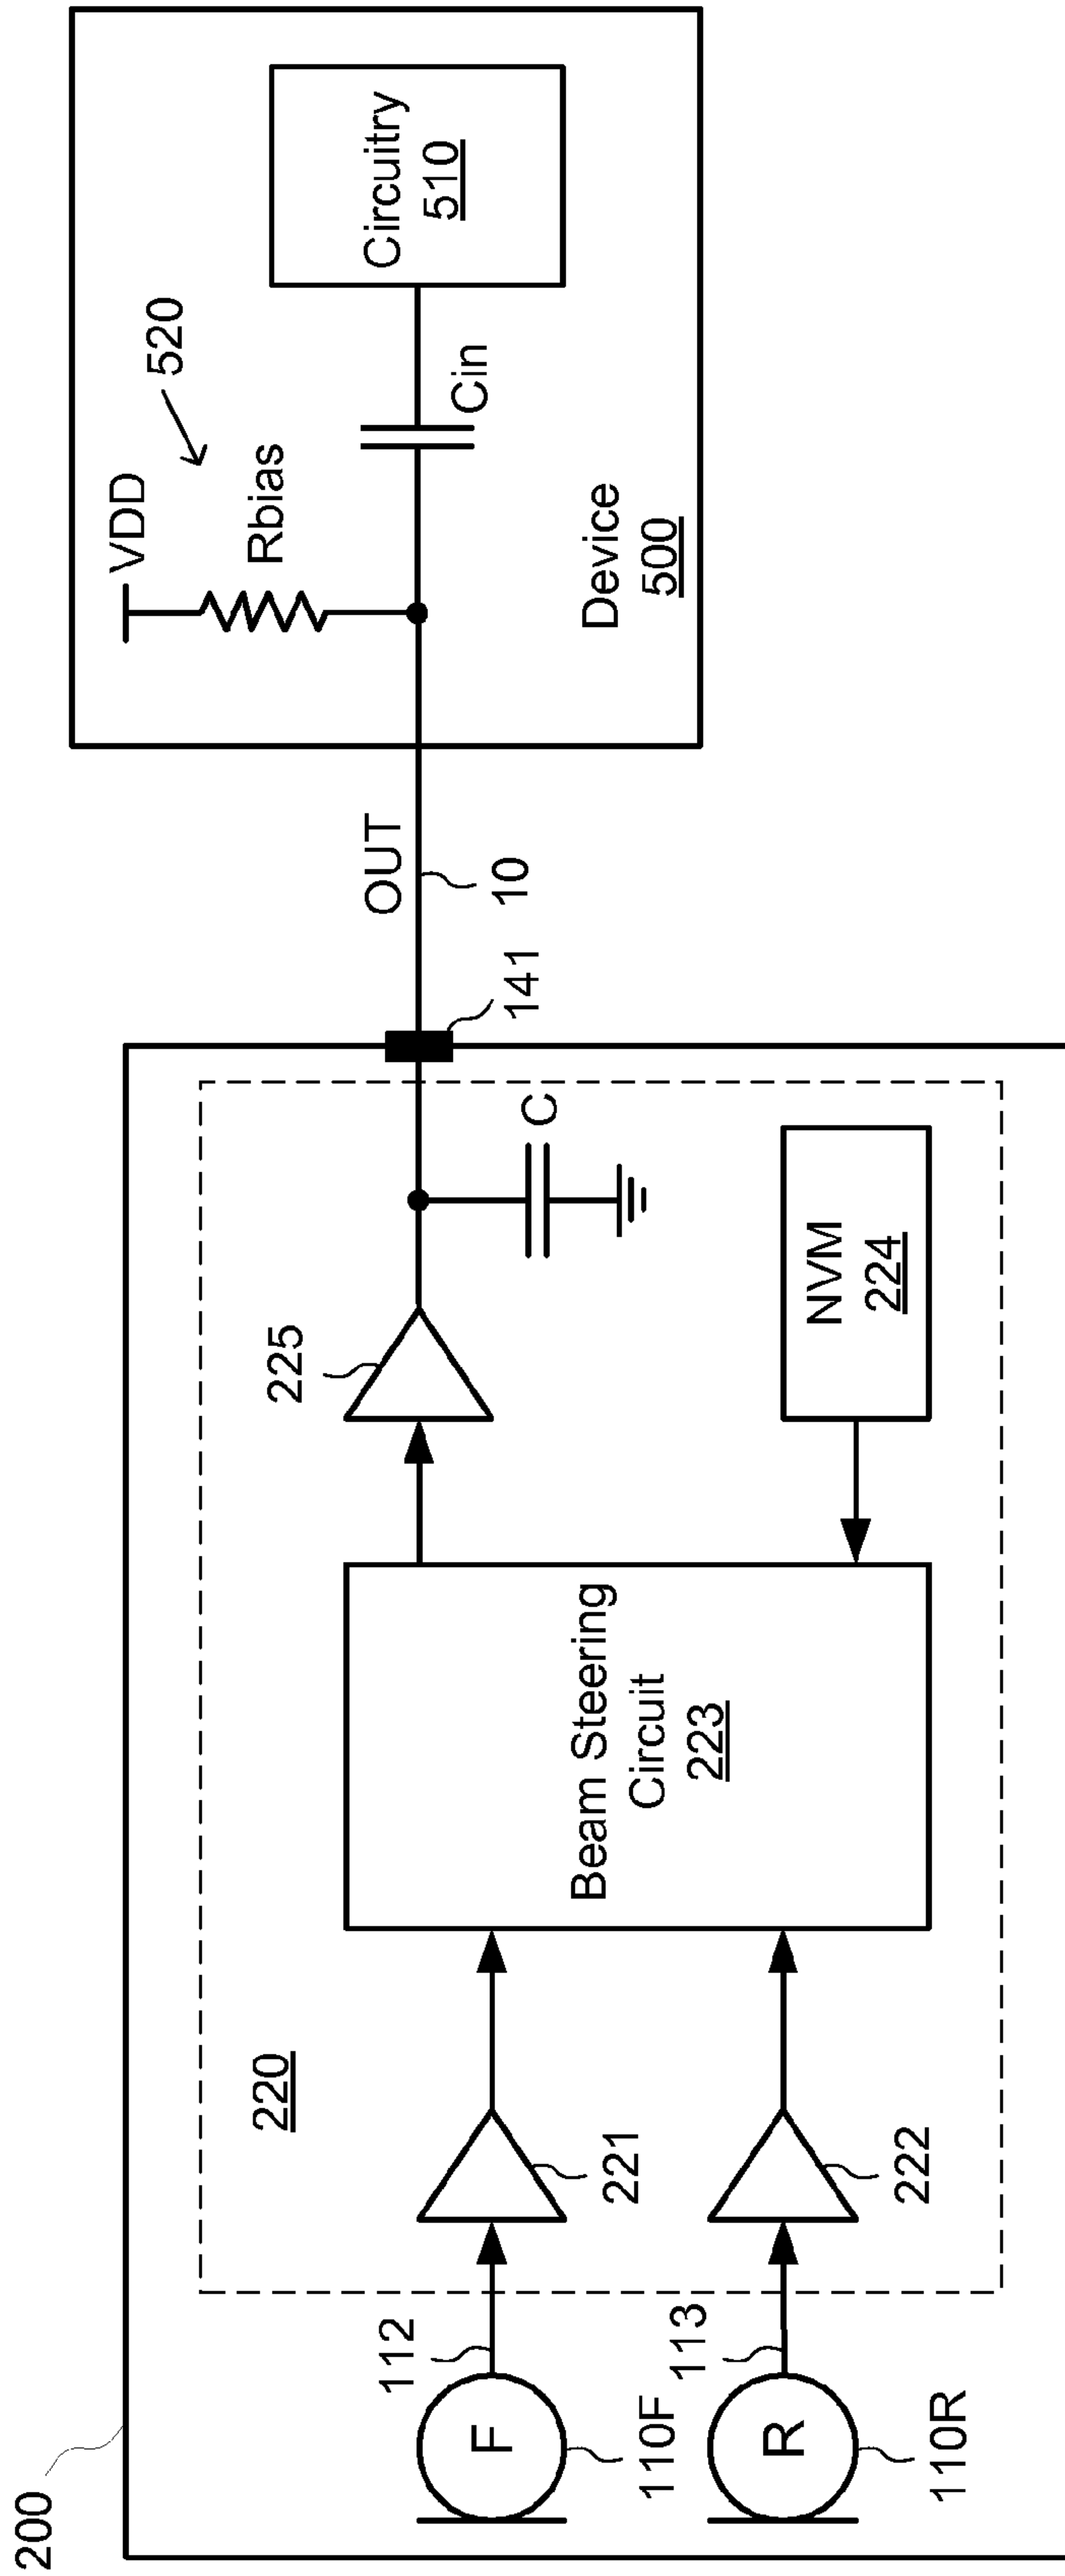 200
220
F
110F
112
R
110R
113
221
222
Beam Steering
Circuit
223
225
NVM
224
C
141
OUT
10
VDD
520
Rbias
Cin
Circuitry
510
Device
500